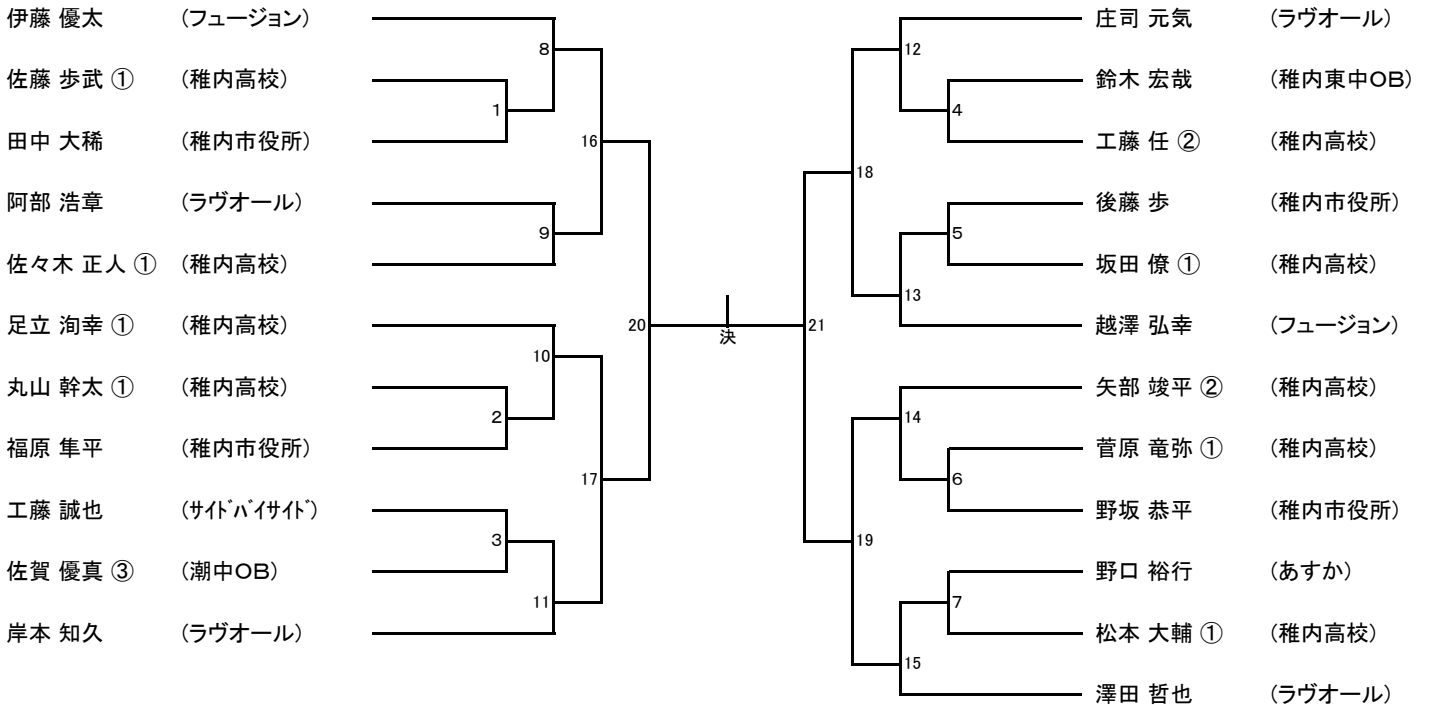 伊藤 優太 (フュージョン)
佐藤 歩武 ① (稚内高校)
田中 大稀 (稚内市役所)
阿部 浩章 (ラヴオール)
佐々木 正人 ① (稚内高校)
足立 洵幸 ① (稚内高校)
丸山 幹太 ① (稚内高校)
福原 隼平 (稚内市役所)
工藤 誠也 (ｻｲﾄﾞﾊﾞｲｻｲﾄﾞ)
佐賀 優真 ③ (潮中OB)
岸本 知久 (ラヴオール)
8
1
16
9
20
10
2
17
3
11
決
12
4
18
5
13
21
14
6
19
7
15
庄司 元気 (ラヴオール)
鈴木 宏哉 (稚内東中OB)
工藤 任 ② (稚内高校)
後藤 歩 (稚内市役所)
坂田 僚 ① (稚内高校)
越澤 弘幸 (フュージョン)
矢部 竣平 ② (稚内高校)
菅原 竜弥 ① (稚内高校)
野坂 恭平 (稚内市役所)
野口 裕行 (あすか)
松本 大輔 ① (稚内高校)
澤田 哲也 (ラヴオール)